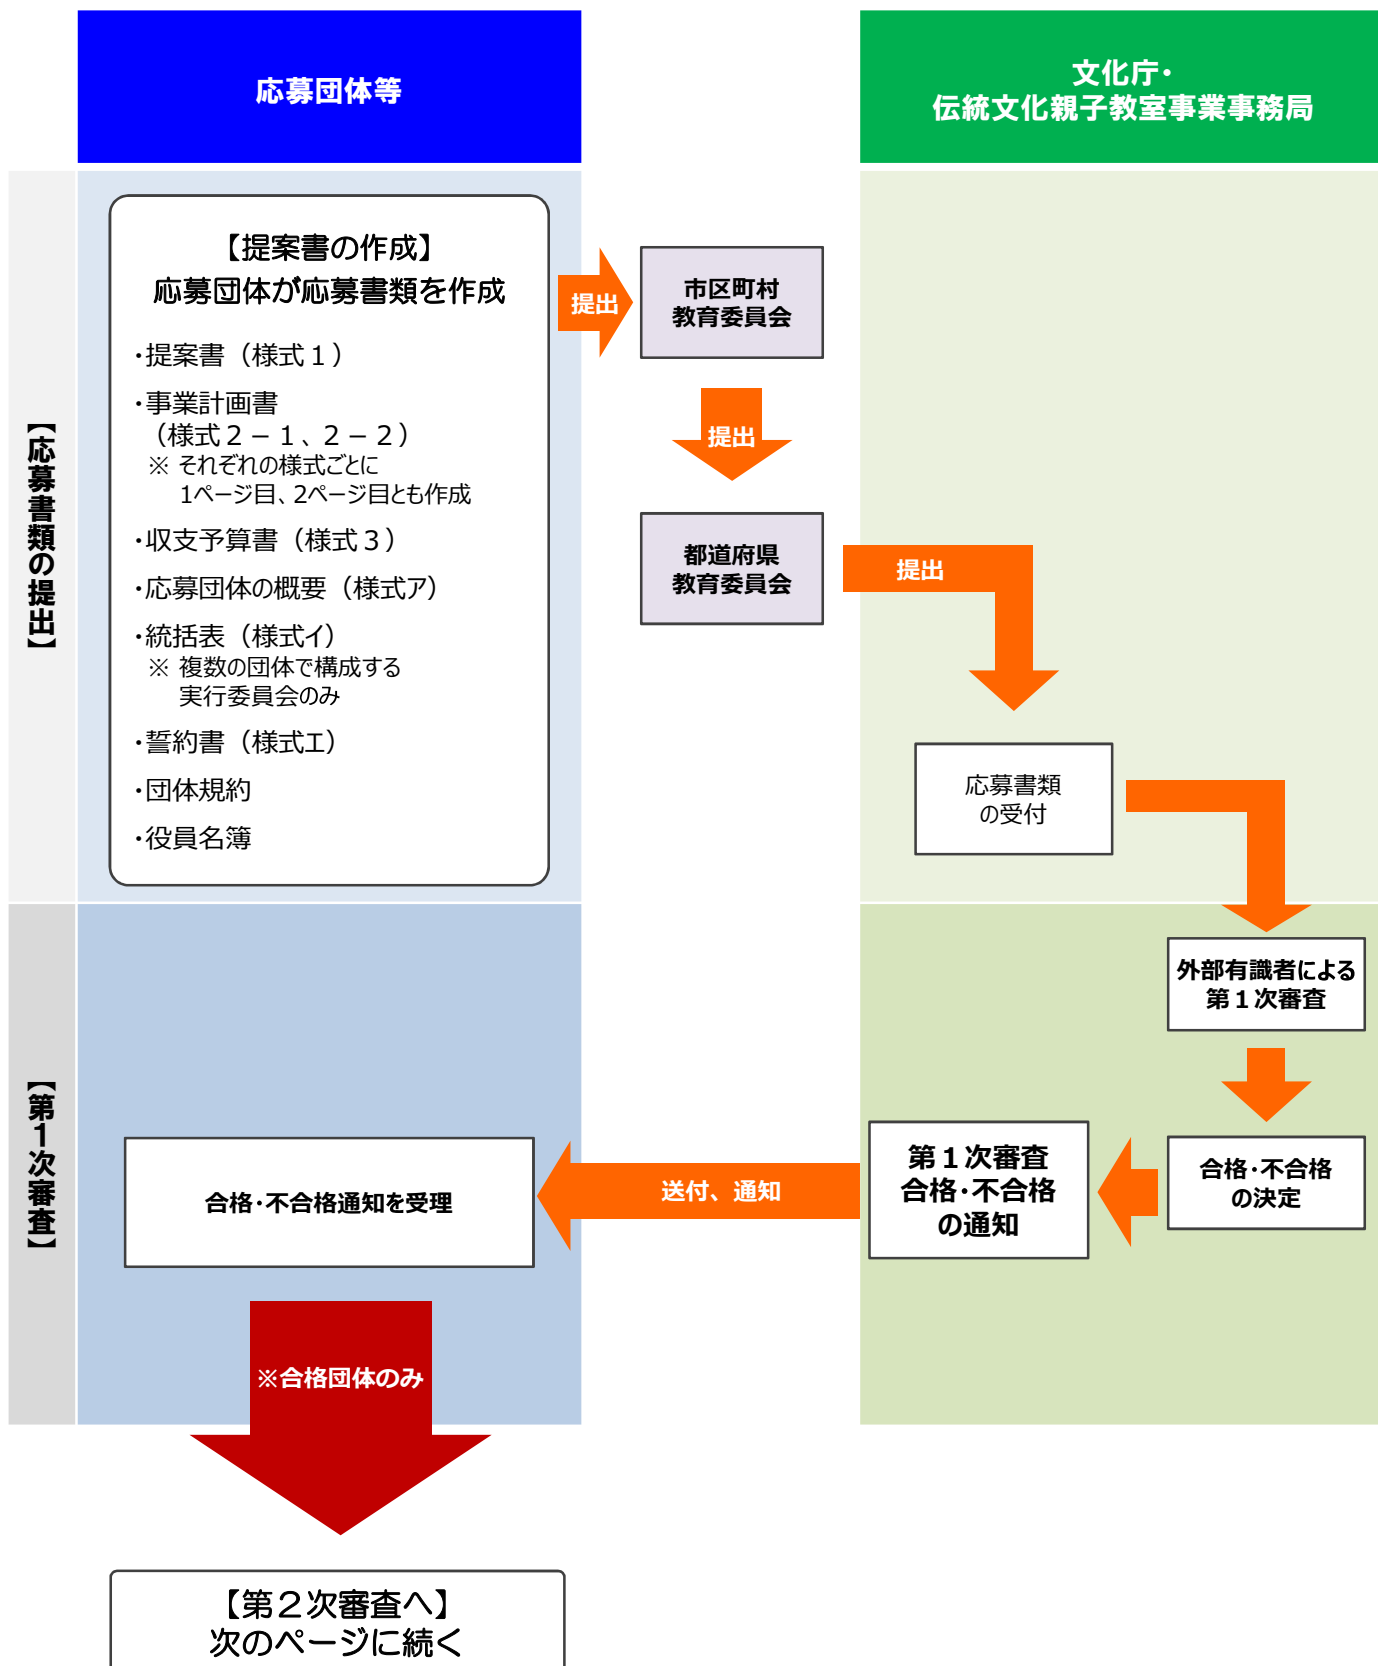 応募団体等
文化庁・
伝統文化親子教室事業事務局
【応募書類の提出】
【提案書の作成】
応募団体が応募書類を作成
・提案書（様式１）
・事業計画書
（様式２－１、２－２）
※ それぞれの様式ごとに
1ページ目、2ページ目とも作成
・収支予算書（様式３）
・応募団体の概要（様式ア）
・統括表（様式イ）
※ 複数の団体で構成する
実行委員会のみ
・誓約書（様式エ）
・団体規約
・役員名簿
提出
市区町村
教育委員会
提出
都道府県
教育委員会
提出
応募書類
の受付
【第１次審査】
外部有識者による
第１次審査
合格・不合格
の決定
第１次審査
合格・不合格
の通知
送付、通知
合格・不合格通知を受理
※合格団体のみ
【第２次審査へ】
次のページに続く